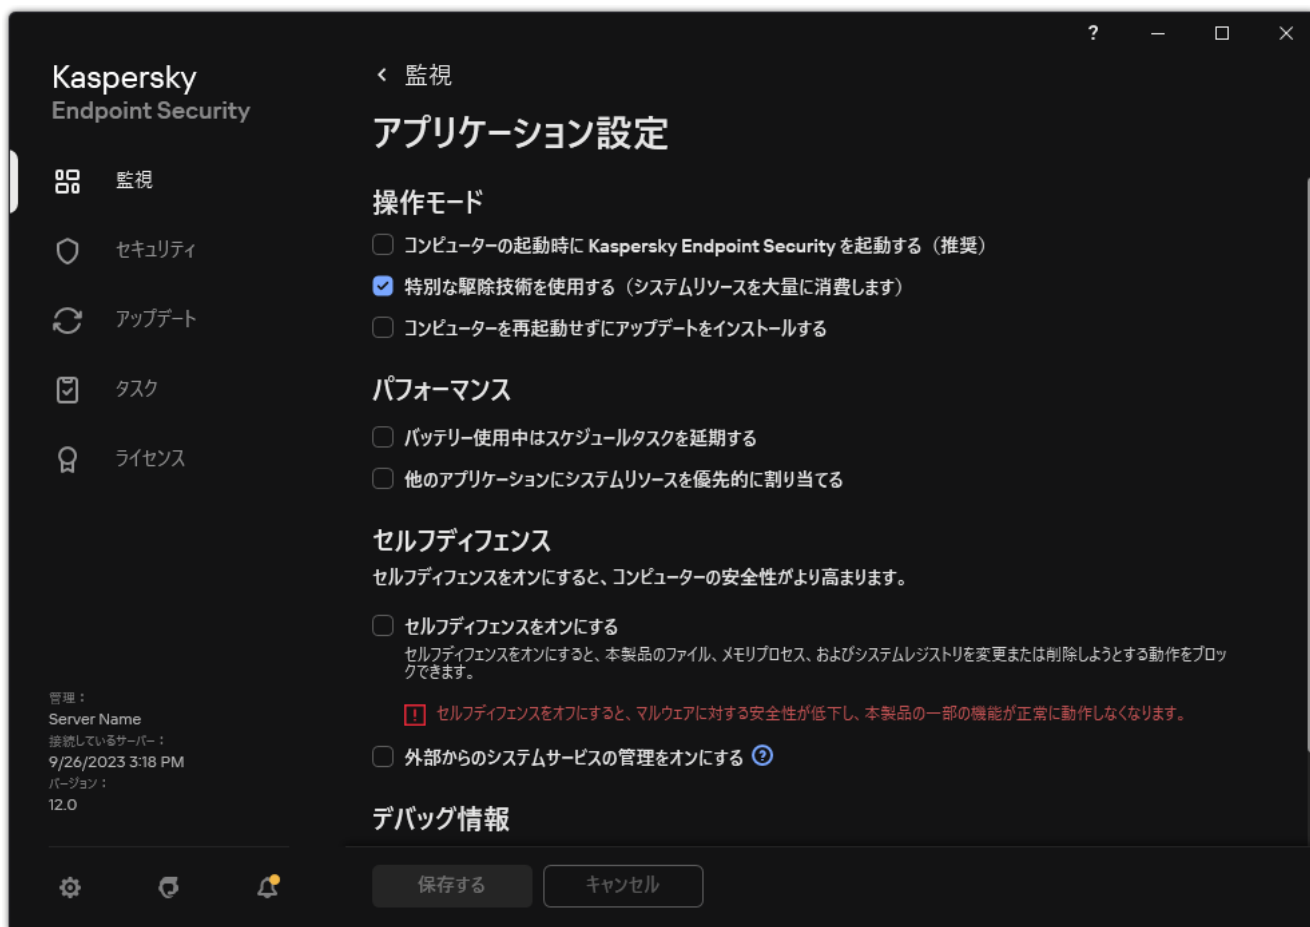 ?
Kaspersky
Endpoint Security
監視
セキュリティ
アップデート
タスク
ライセンス
管理：
Server Name
接続しているサーバー：
9/26/2023 3:18 PM
バージョン：
12.0
監視
アプリケーション設定
操作モード
コンピューターの起動時に Kaspersky Endpoint Security を起動する（推奨）
特別な駆除技術を使用する（システムリソースを大量に消費します）
コンピューターを再起動せずにアップデートをインストールする
パフォーマンス
バッテリー使用中はスケジュールタスクを延期する
他のアプリケーションにシステムリソースを優先的に割り当てる
セルフディフェンス
セルフディフェンスをオンにすると、コンピューターの安全性がより高まります。
セルフディフェンスをオンにする
セルフディフェンスをオンにすると、本製品のファイル、メモリプロセス、およびシステムレジストリを変更または削除しようとする動作をブロッ
クできます。
セルフディフェンスをオフにすると、マルウェアに対する安全性が低下し、本製品の一部の機能が正常に動作しなくなります。
外部からのシステムサービスの管理をオンにする ?
デバッグ情報
保存する
キャンセル